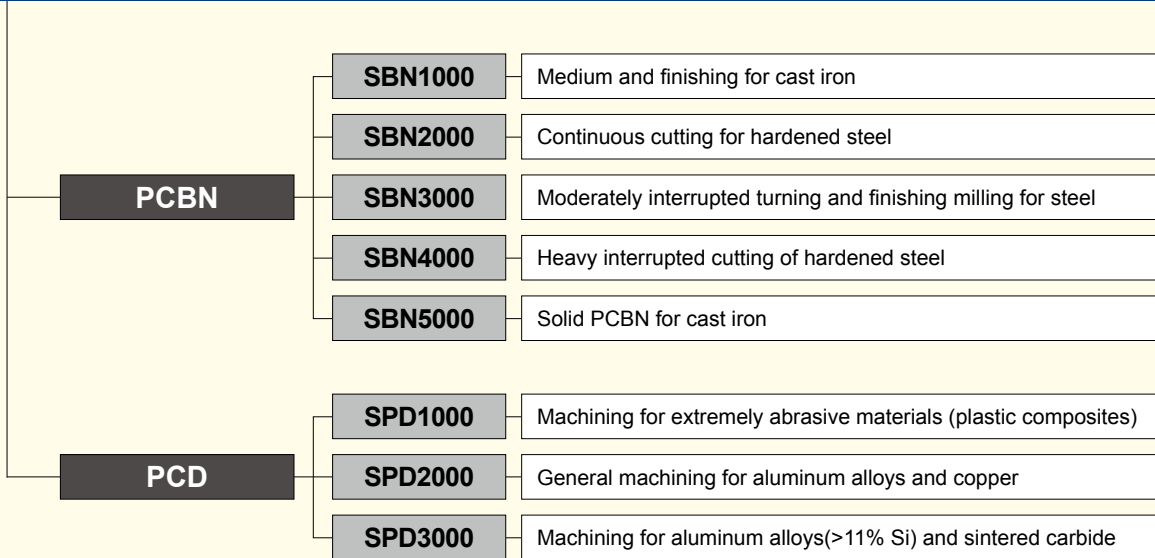 SBN1000 Medium and finishing for cast iron
SBN2000 Continuous cutting for hardened steel
PCBN SBN3000 Moderately interrupted turning and finishing milling for steel
SBN4000 Heavy interrupted cutting of hardened steel
SBN5000 Solid PCBN for cast iron
SPD1000 Machining for extremely abrasive materials (plastic composites)
PCD SPD2000 General machining for aluminum alloys and copper
SPD3000 Machining for aluminum alloys(>11% Si) and sintered carbide